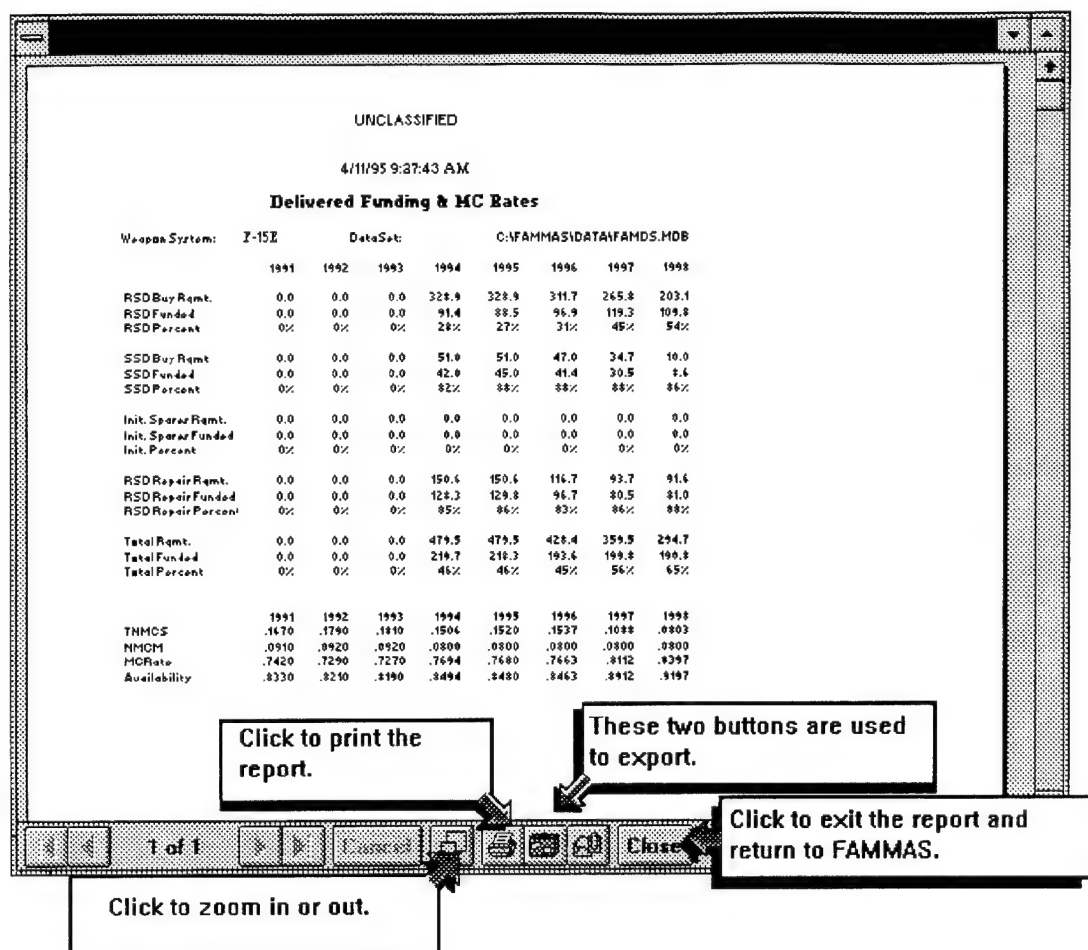 UNCLASSIFIED
4/11/95 9:27:43 AM
Delivered Funding & MC Rates
Weapon System: F-15E DataSet: C:\FAMMAS\DATA\FAMDS.MDB
1991 1992 1993 1994 1995 1996 1997 1998
RSD Buy Rqmt. 0.0 0.0 0.0 328.9 328.9 311.7 265.8 203.1
RSD Funded 0.0 0.0 0.0 91.4 88.5 96.9 119.3 109.8
RSD Percent 0% 0% 0% 28% 27% 31% 45% 54%
SSD Buy Rqmt 0.0 0.0 0.0 51.0 51.0 47.0 34.7 10.0
SSD Funded 0.0 0.0 0.0 42.0 45.0 41.4 30.5 8.6
SSD Percent 0% 0% 0% 82% 88% 88% 88% 86%
Init. Spares Rqmt. 0.0 0.0 0.0 0.0 0.0 0.0 0.0 0.0
Init. Spares Funded 0.0 0.0 0.0 0.0 0.0 0.0 0.0 0.0
Init. Percent 0% 0% 0% 0% 0% 0% 0% 0%
RSD Repair Rqmt. 0.0 0.0 0.0 150.6 150.6 116.7 93.7 91.6
RSD Repair Funded 0.0 0.0 0.0 128.3 129.8 96.7 80.5 81.0
RSD Repair Percent 0% 0% 0% 85% 86% 83% 86% 88%
Total Rqmt. 0.0 0.0 0.0 479.5 479.5 428.4 359.5 294.7
Total Funded 0.0 0.0 0.0 219.7 218.3 193.6 199.8 190.8
Total Percent 0% 0% 0% 46% 46% 45% 56% 65%
1991 1992 1993 1994 1995 1996 1997 1998
TNMCS .1670 .1790 .1810 .1506 .1520 .1537 .1088 .0803
NMCM .0910 .0920 .0920 .0800 .0800 .0800 .0800 .0800
MCRate .7420 .7290 .7270 .7694 .7680 .7663 .8112 .8397
Availability .8330 .8210 .8190 .8494 .8480 .8463 .8912 .9197
Click to print the
report.
These two buttons are used
to export.
Click to exit the report and
return to FAMMAS.
1 of 1 Cancel Close
Click to zoom in or out.